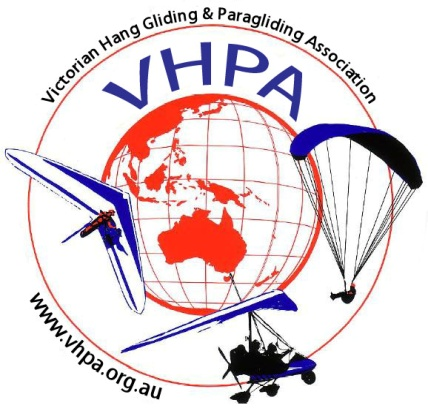 Victorian Hang Gliding & Paragliding Association
VHPA
www.vhpa.org.au